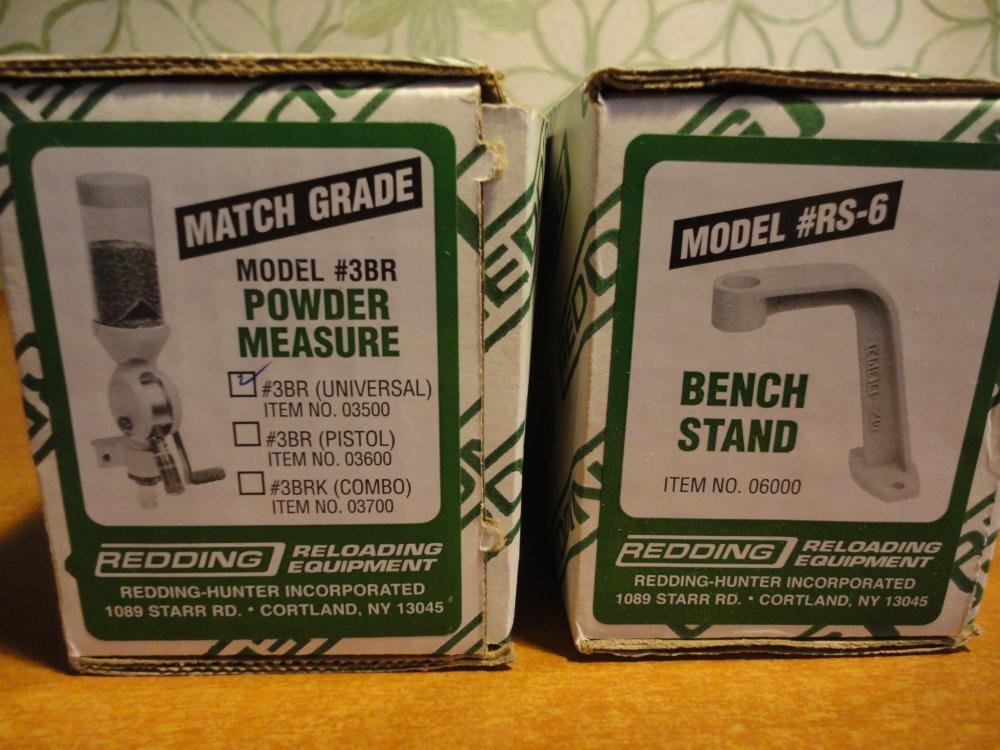 MATCH GRADE
MODEL #3BR
POWDER
MEASURE
#3BR (UNIVERSAL)
ITEM NO. 03500
#3BR (PISTOL)
ITEM NO. 03600
#3BRK (COMBO)
ITEM NO. 03700
REDDING RELOADING
EQUIPMENT
REDDING-HUNTER INCORPORATED
1089 STARR RD. • CORTLAND, NY 13045
MODEL #RS-6
BENCH
STAND
ITEM NO. 06000
REDDING RELOADING
EQUIPMENT
REDDING-HUNTER INCORPORATED
1089 STARR RD. • CORTLAND, NY 13045